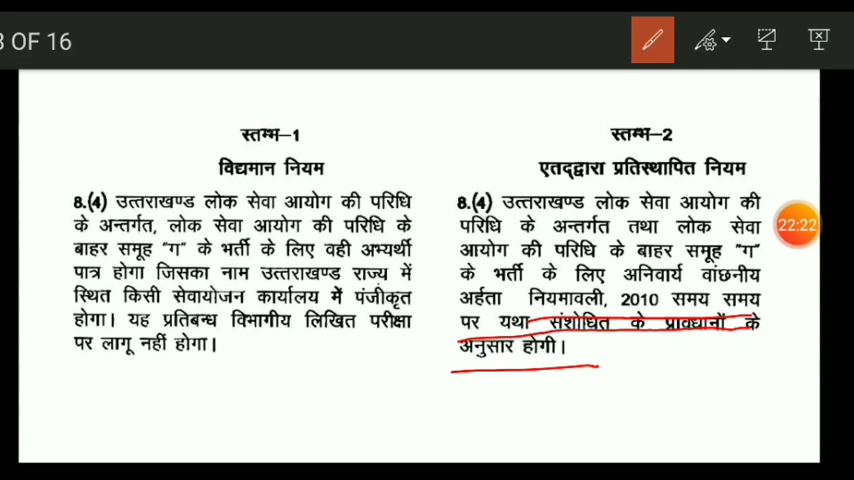 8 OF 16
स्तम्भ-1
विद्यमान नियम
8.(4) उत्तराखण्ड लोक सेवा आयोग की परिधि
के अन्तर्गत, लोक सेवा आयोग की परिधि के
बाहर समूह "ग" के भर्ती के लिए वही अभ्यर्थी
पात्र होगा जिसका नाम उत्तराखण्ड राज्य में
स्थित किसी सेवायोजन कार्यालय में पंजीकृत
होगा। यह प्रतिबन्ध विभागीय लिखित परीक्षा
पर लागू नहीं होगा।
स्तम्भ-2
एतद्द्वारा प्रतिस्थापित नियम
8.(4) उत्तराखण्ड लोक सेवा आयोग की
परिधि के अन्तर्गत तथा लोक सेवा
आयोग की परिधि के बाहर समूह "ग"
के भर्ती के लिए अनिवार्य वांछनीय
अर्हता नियमावली, 2010 समय समय
पर यथा संशोधित के प्रावधानों के
अनुसार होगी।
22:22